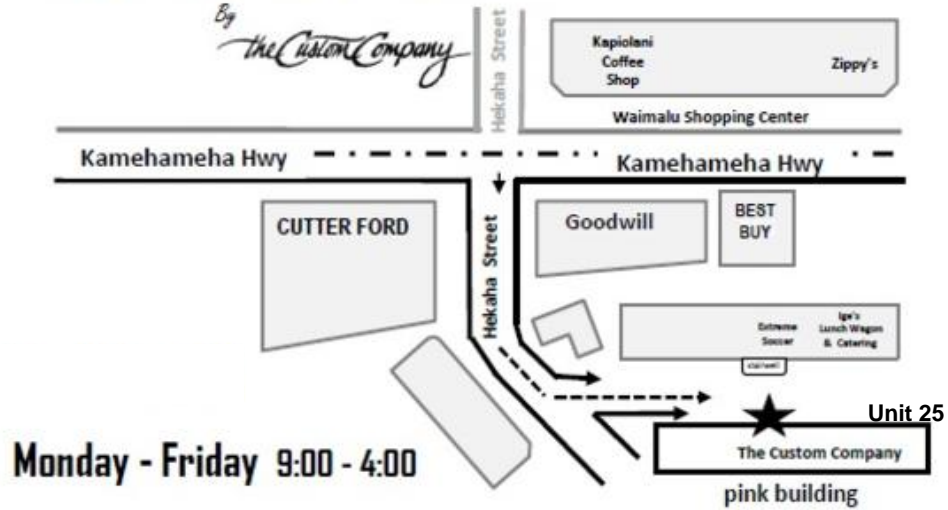 By
the Custom Company
Hekaha Street
Kapiolani
Coffee
Shop
Zippy's
Waimalu Shopping Center
Kamehameha Hwy
Kamehameha Hwy
CUTTER FORD
Hekaha Street
Goodwill
BEST
BUY
Extreme
Soccer
Ige's
Lunch Wagon
& Catering
stairwell
Unit 25
The Custom Company
pink building
Monday - Friday 9:00 - 4:00